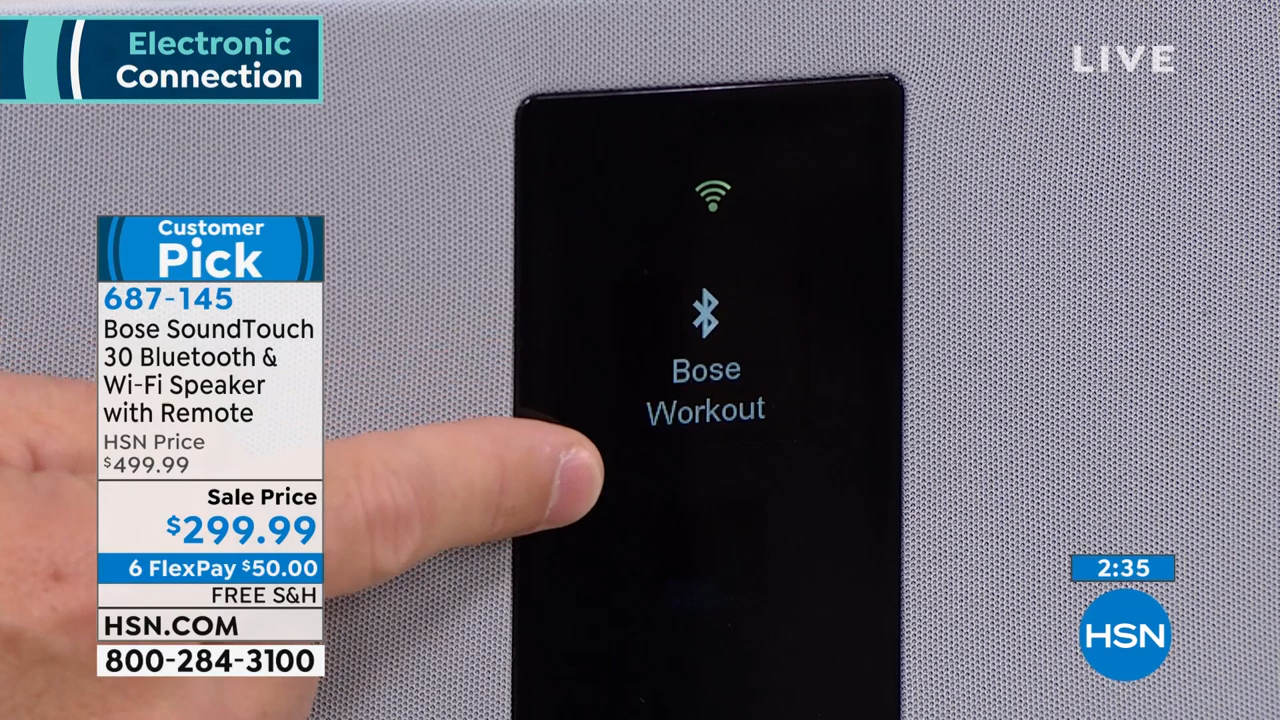 Electronic
Connection
LIVE
Customer
Pick
687-145
Bose SoundTouch
30 Bluetooth &
Wi-Fi Speaker
with Remote
HSN Price
$499.99
Sale Price
$299.99
6 FlexPay $50.00
FREE S&H
HSN.COM
800-284-3100
Bose
Workout
2:35
HSN